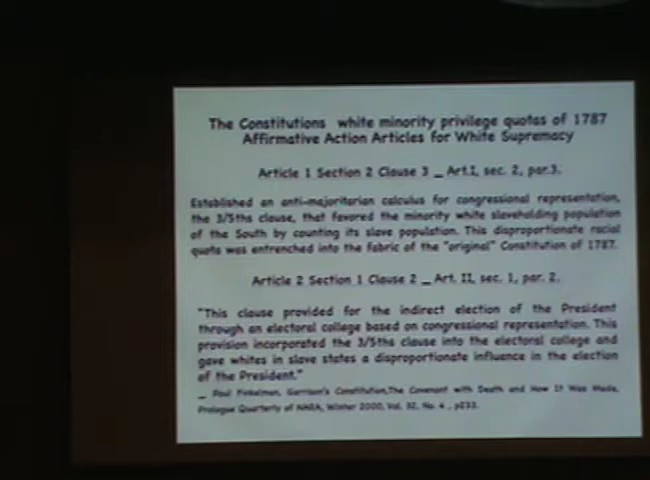 The Constitutions white minority privilege quotas of 1787
Affirmative Action Articles for White Supremacy
Article 1 Section 2 Clause 3 _ Art.I, sec. 2, par.3.
Established an anti-majoritarian calculus for congressional representation,
the 3/5ths clause, that favored the minority white slaveholding population
of the South by counting its slave population. This disproportionate racial
quota was entrenched into the fabric of the "original" Constitution of 1787.
Article 2 Section 1 Clause 2 _ Art. II, sec. 1, par. 2.
"This clause provided for the indirect election of the President
through an electoral college based on congressional representation. This
provision incorporated the 3/5ths clause into the electoral college and
gave whites in slave states a disproportionate influence in the election
of the President."
_ Paul Finkelman, Garrison's Constitution,The Covenant with Death and How It Was Made,
Prologue Quarterly of NARA, Winter 2000, Vol. 32, No. 4 , p233.